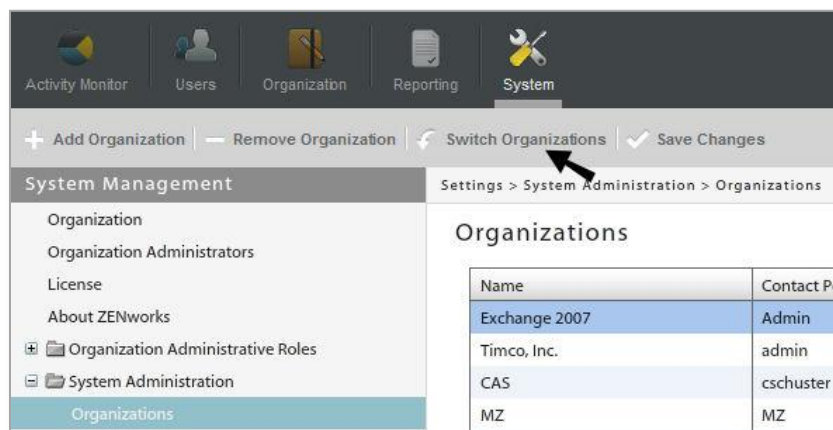 Activity Monitor Users Organization Reporting System
Add Organization Remove Organization Switch Organizations Save Changes
System Management
Organization
Organization Administrators
License
About ZENworks
Organization Administrative Roles
System Administration
Organizations
Settings > System Administration > Organizations
Organizations
Name Contact P
Exchange 2007 Admin
Timco, Inc. admin
CAS cschuster
MZ MZ